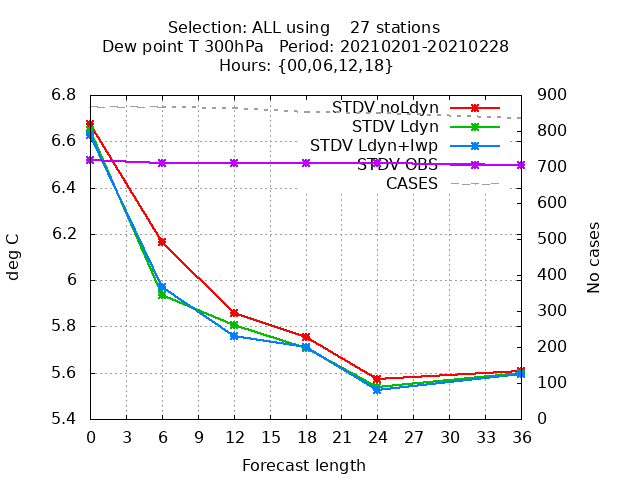 Selection: ALL using    27 stations
Dew point T 300hPa   Period: 20210201-20210228
Hours: {00,06,12,18}
STDV noLdyn
STDV Ldyn
STDV Ldyn+lwp
STDV OBS
CASES
deg C
6.8
6.6
6.4
6.2
6
5.8
5.6
5.4
900
800
700
600
500
400
300
200
100
0
No cases
0 3 6 9 12 15 18 21 24 27 30 33 36
Forecast length